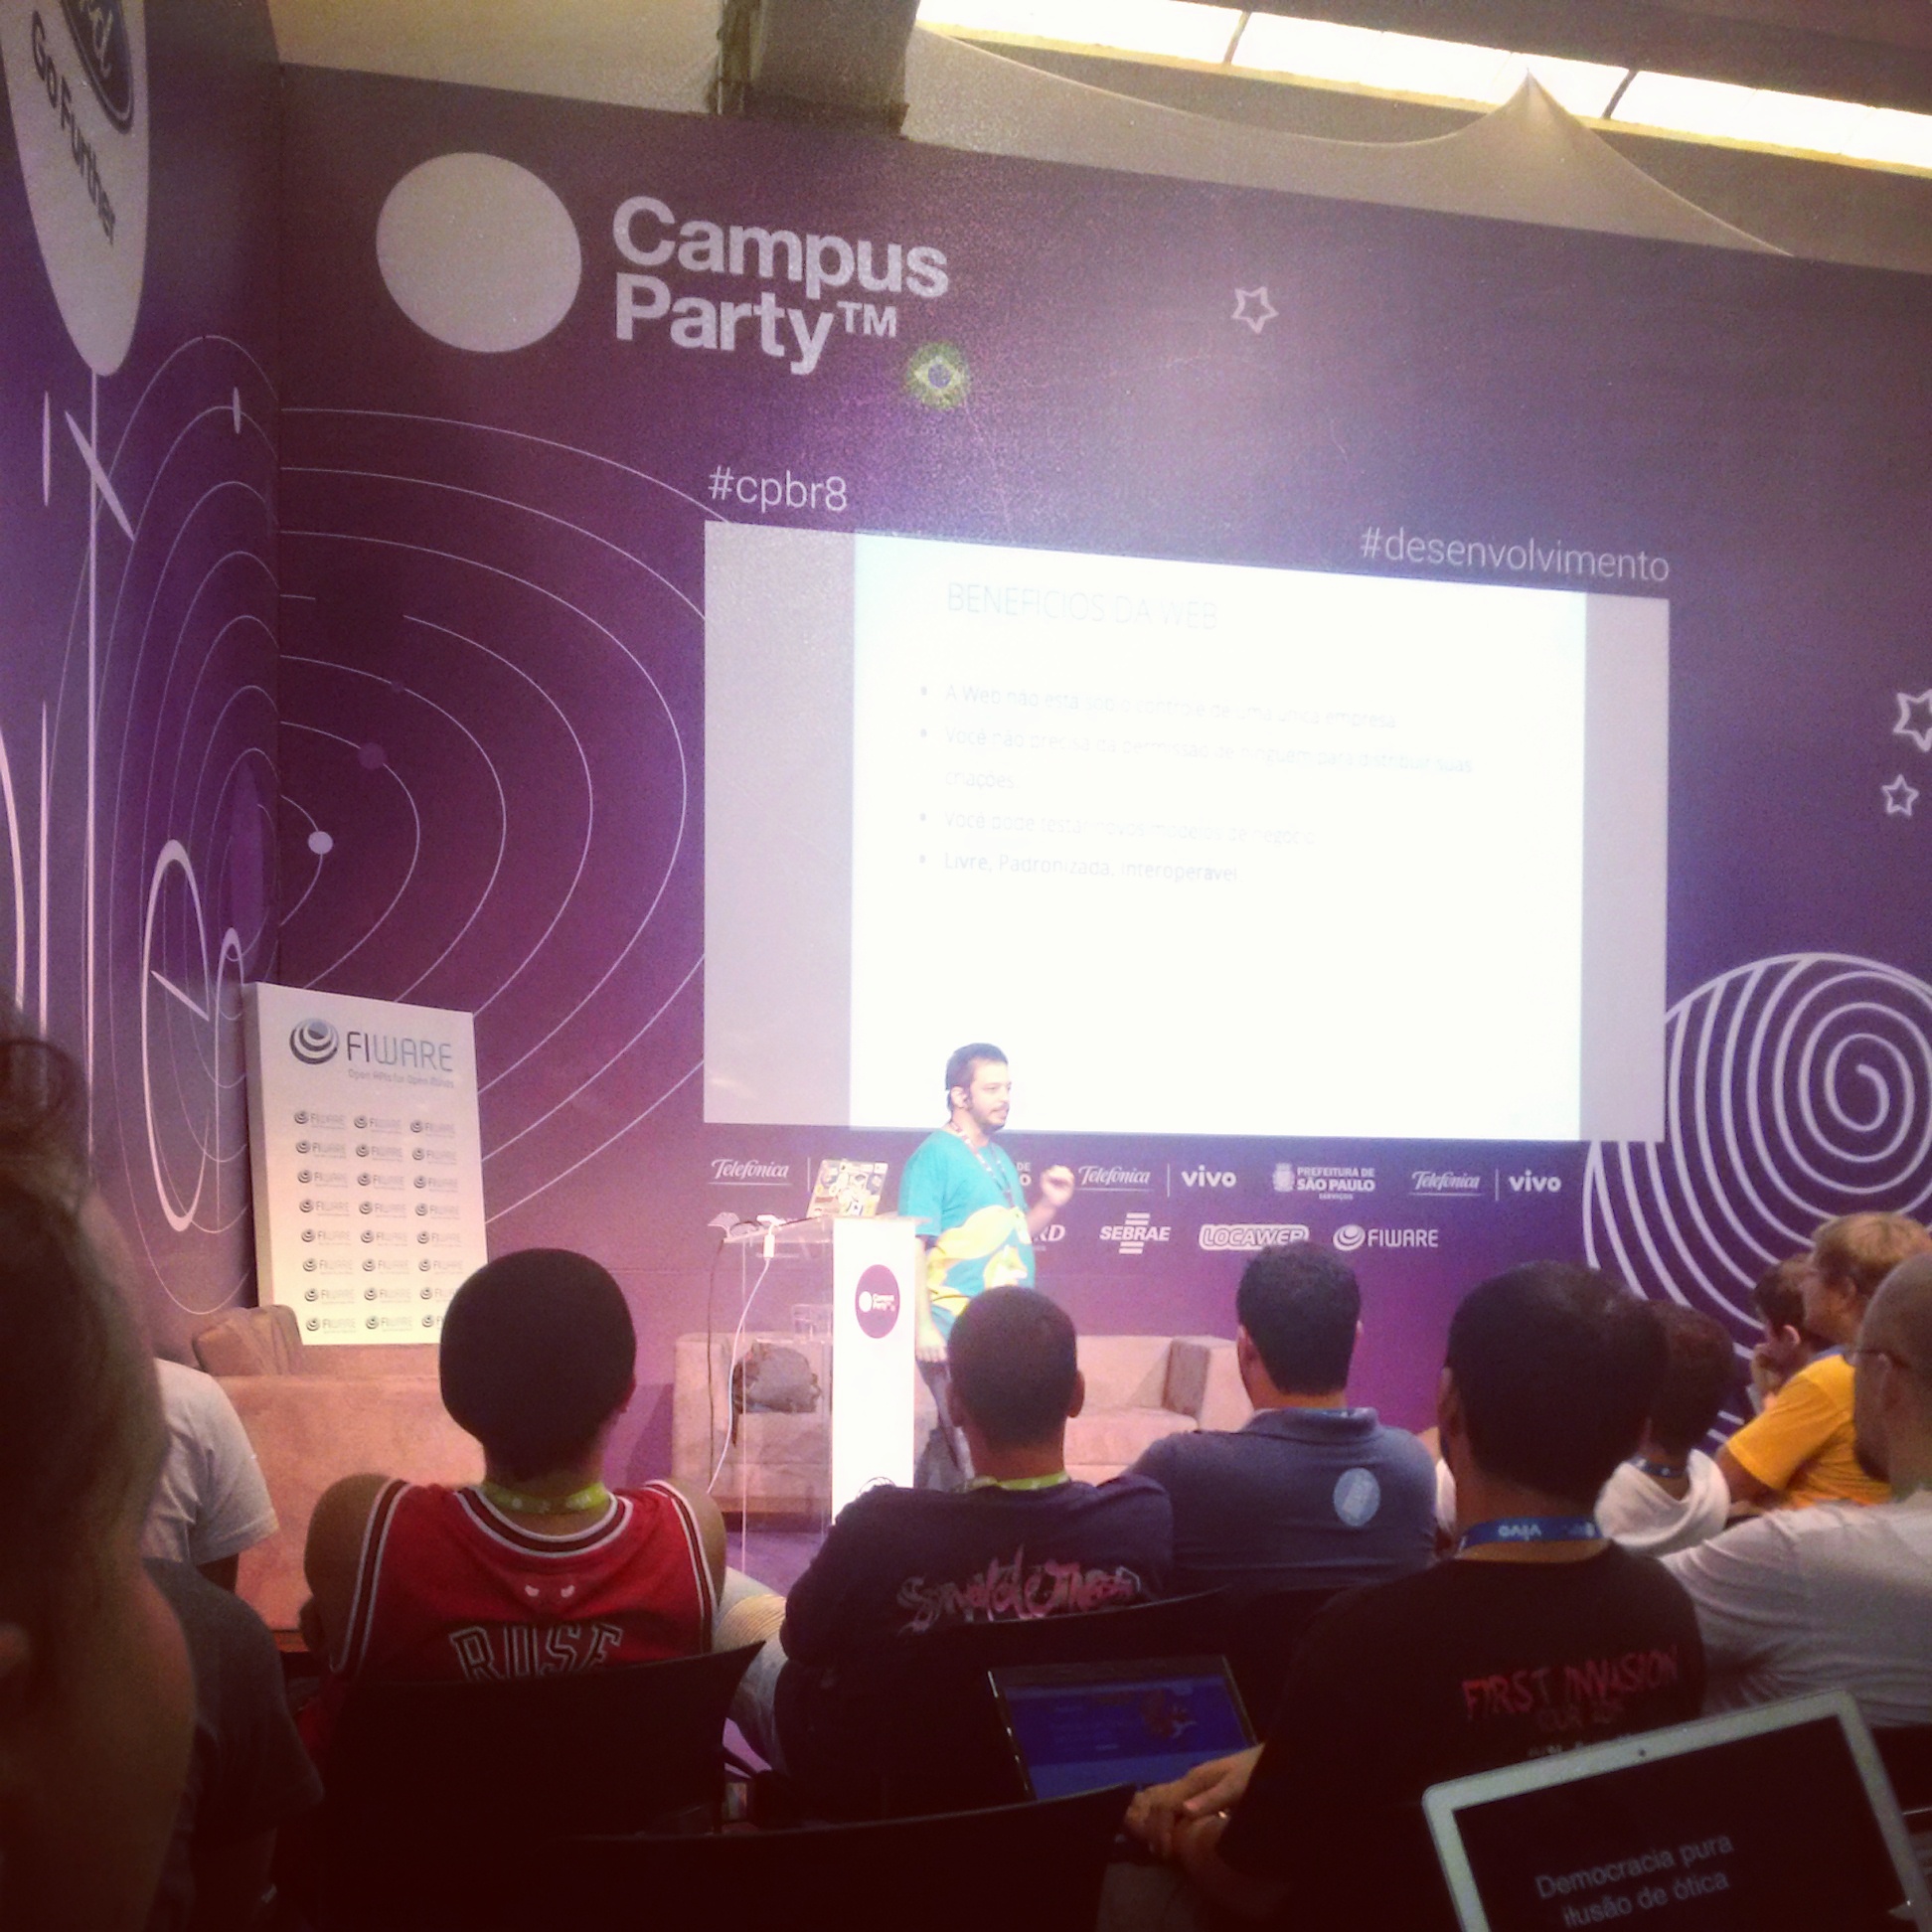 Go Further
Campus
Party™
#cpbr8
#desenvolvimento
BENEFICIOS DA WEB
A Web não está sob o controle de uma única empresa
Você não precisa da permissão de ninguém para distribuir suas
criações
Você pode testar novos modelos de negócio
Livre, Padronizada, Interoperável
FIWARE
Open APIs for Open Minds
Telefónica
Telefónica vivo
PREFEITURA DE
SÃO PAULO
Telefónica vivo
SEBRAE
LOCAWEB
FIWARE
Campus
Party
ROSE
vivo
FIRST INVASION
Democracia pura
ilusão de ótica